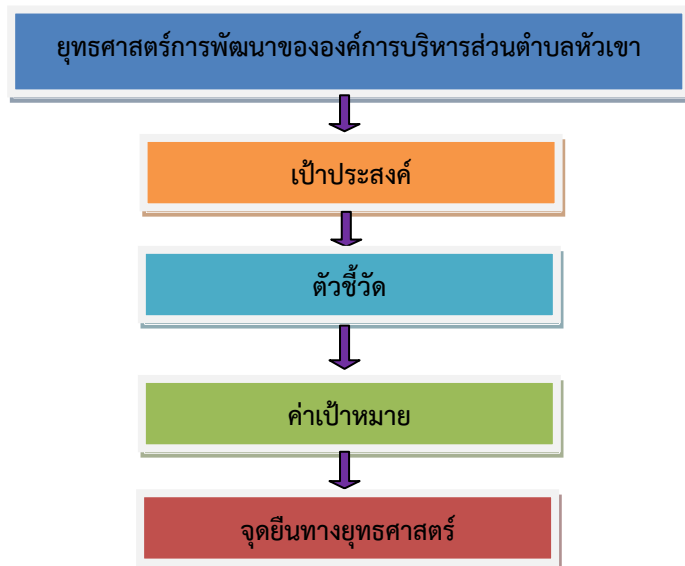 ยุทธศาสตร์การพัฒนาขององค์การบริหารส่วนตำบลหัวเขา
เป้าประสงค์
ตัวชี้วัด
ค่าเป้าหมาย
จุดยืนทางยุทธศาสตร์